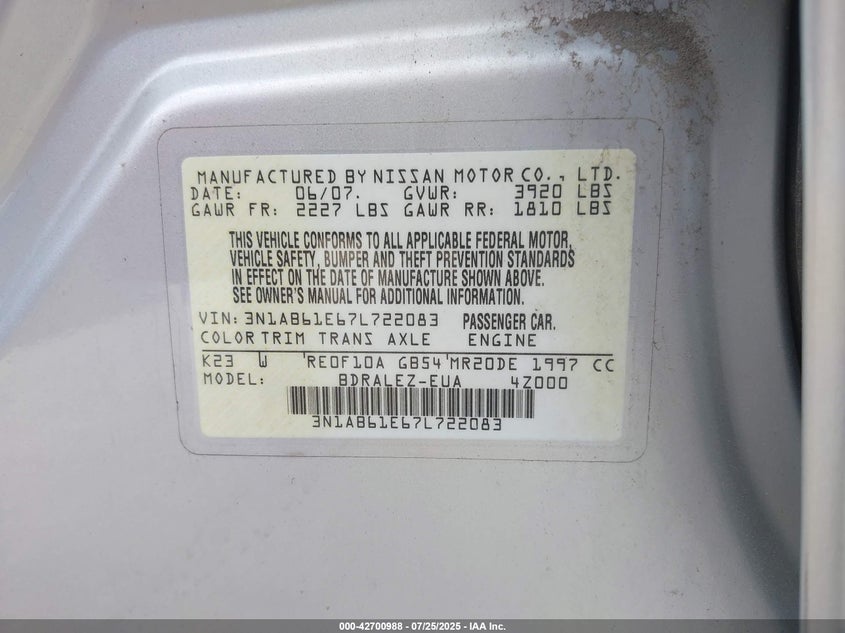 MANUFACTURED BY NISSAN MOTOR CO., LTD.
DATE: 06/07. GVWR: 3920 LBS
GAWR FR: 2227 LBS GAWR RR: 1810 LBS
THIS VEHICLE CONFORMS TO ALL APPLICABLE FEDERAL MOTOR,
VEHICLE SAFETY, BUMPER AND THEFT PREVENTION STANDARDS
IN EFFECT ON THE DATE OF MANUFACTURE SHOWN ABOVE.
SEE OWNER'S MANUAL FOR ADDITIONAL INFORMATION.
VIN: 3N1AB61E67L722083 PASSENGER CAR.
COLOR TRIM TRANS AXLE ENGINE
K23 W RE0F10A GB54 MR20DE 1997 CC
MODEL: BDRALEZ-EUA 4Z000
3N1AB61E67L722083
000-42700988 - 07/25/2025 - IAA Inc.